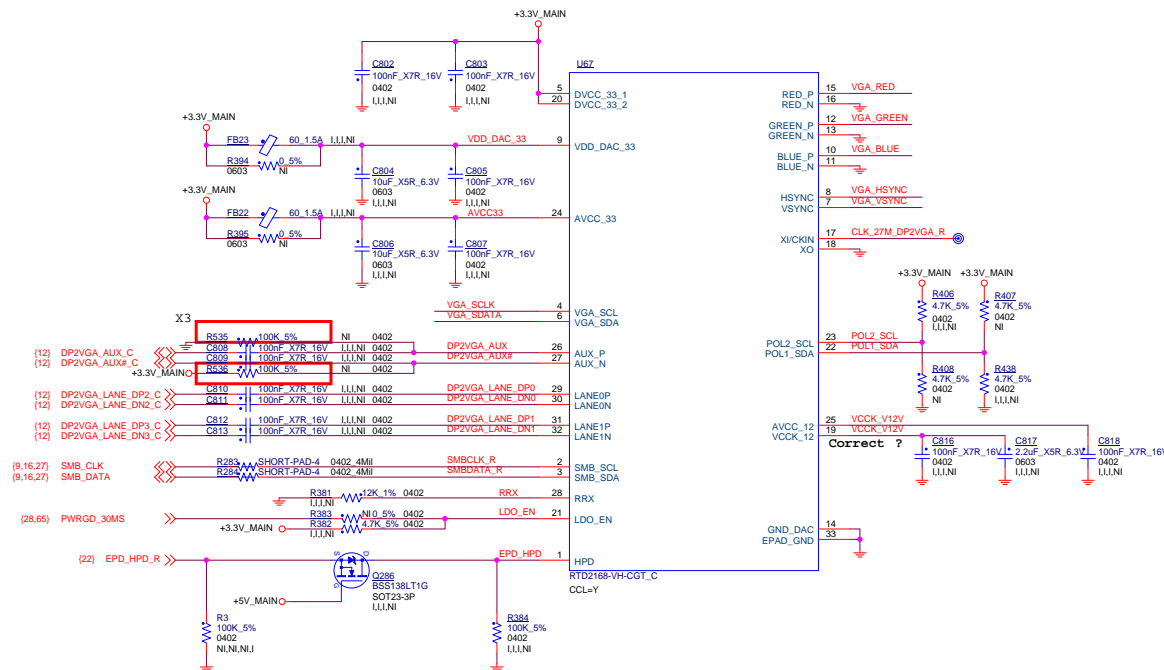 +3.3V_MAIN
U67
C802
100nF_X7R_16V
0402
I,I,I,NI
C803
100nF_X7R_16V
0402
I,I,I,NI
5 DVCC_33_1
20 DVCC_33_2
+3.3V_MAIN
FB23 60_1.5A I,I,I,NI VDD_DAC_33 9 VDD_DAC_33
R394 0_5%
0603 NI
C804
10uF_X5R_6.3V
0603
I,I,I,NI
C805
100nF_X7R_16V
0402
I,I,I,NI
+3.3V_MAIN
FB22 60_1.5A I,I,I,NI AVCC33 24 AVCC_33
R395 0_5%
0603 NI
C806
10uF_X5R_6.3V
0603
I,I,I,NI
C807
100nF_X7R_16V
0402
I,I,I,NI
VGA_SCLK 4 VGA_SCL
VGA_SDATA 6 VGA_SDA
X3
R535 100K_5% NI 0402
{12} DP2VGA_AUX_C C808 100nF_X7R_16V I,I,I,NI 0402 DP2VGA_AUX 26 AUX_P
{12} DP2VGA_AUX#_C C809 100nF_X7R_16V I,I,I,NI 0402 DP2VGA_AUX# 27 AUX_N
+3.3V_MAIN R536 100K_5% NI 0402
{12} DP2VGA_LANE_DP2_C C810 100nF_X7R_16V I,I,I,NI 0402 DP2VGA_LANE_DP0 29 LANE0P
{12} DP2VGA_LANE_DN2_C C811 100nF_X7R_16V I,I,I,NI 0402 DP2VGA_LANE_DN0 30 LANE0N
{12} DP2VGA_LANE_DP3_C C812 100nF_X7R_16V I,I,I,NI 0402 DP2VGA_LANE_DP1 31 LANE1P
{12} DP2VGA_LANE_DN3_C C813 100nF_X7R_16V I,I,I,NI 0402 DP2VGA_LANE_DN1 32 LANE1N
{9,16,27} SMB_CLK R283 SHORT-PAD-4 0402_4Mil SMBCLK_R 2 SMB_SCL
{9,16,27} SMB_DATA R284 SHORT-PAD-4 0402_4Mil SMBDATA_R 3 SMB_SDA
R381 12K_1% 0402 RRX 28 RRX
I,I,I,NI
{28,65} PWRGD_30MS R383 NI 0_5% 0402 LDO_EN 21 LDO_EN
+3.3V_MAIN R382 4.7K_5% 0402
I,I,I,NI
{22} EPD_HPD_R S D EPD_HPD 1 HPD
G
Q286
BSS138LT1G
SOT23-3P
I,I,I,NI
+5V_MAIN
R3
100K_5%
0402
NI,NI,NI,I
R384
100K_5%
0402
I,I,I,NI
RTD2168-VH-CGT_C
CCL=Y
RED_P 15 VGA_RED
RED_N 16
GREEN_P 12 VGA_GREEN
GREEN_N 13
BLUE_P 10 VGA_BLUE
BLUE_N 11
HSYNC 8 VGA_HSYNC
VSYNC 7 VGA_VSYNC
XI/CKIN 17 CLK_27M_DP2VGA_R
XO 18
+3.3V_MAIN +3.3V_MAIN
R406
4.7K_5%
0402
I,I,I,NI
R407
4.7K_5%
0402
NI
POL2_SCL 23 POL2_SCL
POL1_SDA 22 POL1_SDA
R408
4.7K_5%
0402
NI
R438
4.7K_5%
0402
I,I,I,NI
AVCC_12 25 VCCK_V12V
VCCK_12 19 VCCK_V12V
Correct ?
C816
100nF_X7R_16V
0402
I,I,I,NI
C817
2.2uF_X5R_6.3V
0603
I,I,I,NI
C818
100nF_X7R_16V
0402
I,I,I,NI
GND_DAC 14
EPAD_GND 33